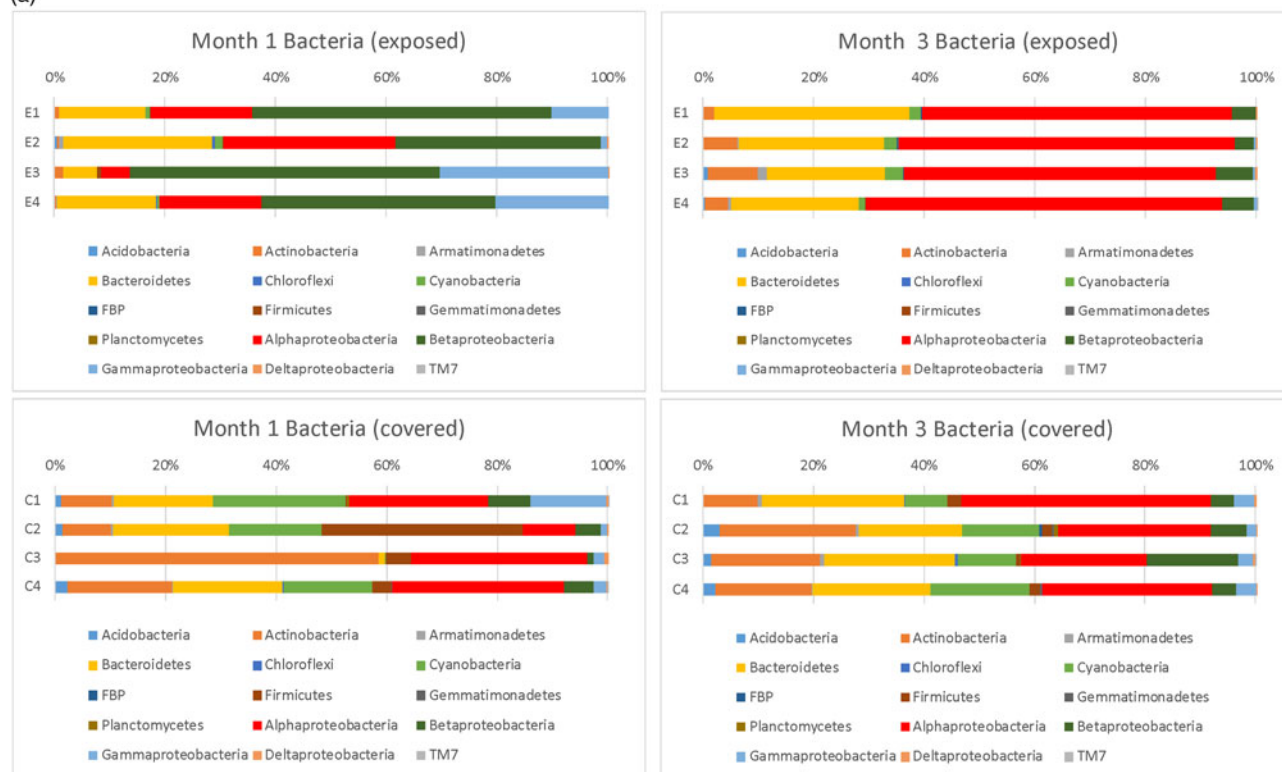 (a)
Month 1 Bacteria (exposed)
0% 20% 40% 60% 80% 100%
E1
E2
E3
E4
Acidobacteria Actinobacteria Armatimonadetes
Bacteroidetes Chloroflexi Cyanobacteria
FBP Firmicutes Gemmatimonadetes
Planctomycetes Alphaproteobacteria Betaproteobacteria
Gammaproteobacteria Deltaproteobacteria TM7
Month 3 Bacteria (exposed)
0% 20% 40% 60% 80% 100%
E1
E2
E3
E4
Acidobacteria Actinobacteria Armatimonadetes
Bacteroidetes Chloroflexi Cyanobacteria
FBP Firmicutes Gemmatimonadetes
Planctomycetes Alphaproteobacteria Betaproteobacteria
Gammaproteobacteria Deltaproteobacteria TM7
Month 1 Bacteria (covered)
0% 20% 40% 60% 80% 100%
C1
C2
C3
C4
Acidobacteria Actinobacteria Armatimonadetes
Bacteroidetes Chloroflexi Cyanobacteria
FBP Firmicutes Gemmatimonadetes
Planctomycetes Alphaproteobacteria Betaproteobacteria
Gammaproteobacteria Deltaproteobacteria TM7
Month 3 Bacteria (covered)
0% 20% 40% 60% 80% 100%
C1
C2
C3
C4
Acidobacteria Actinobacteria Armatimonadetes
Bacteroidetes Chloroflexi Cyanobacteria
FBP Firmicutes Gemmatimonadetes
Planctomycetes Alphaproteobacteria Betaproteobacteria
Gammaproteobacteria Deltaproteobacteria TM7